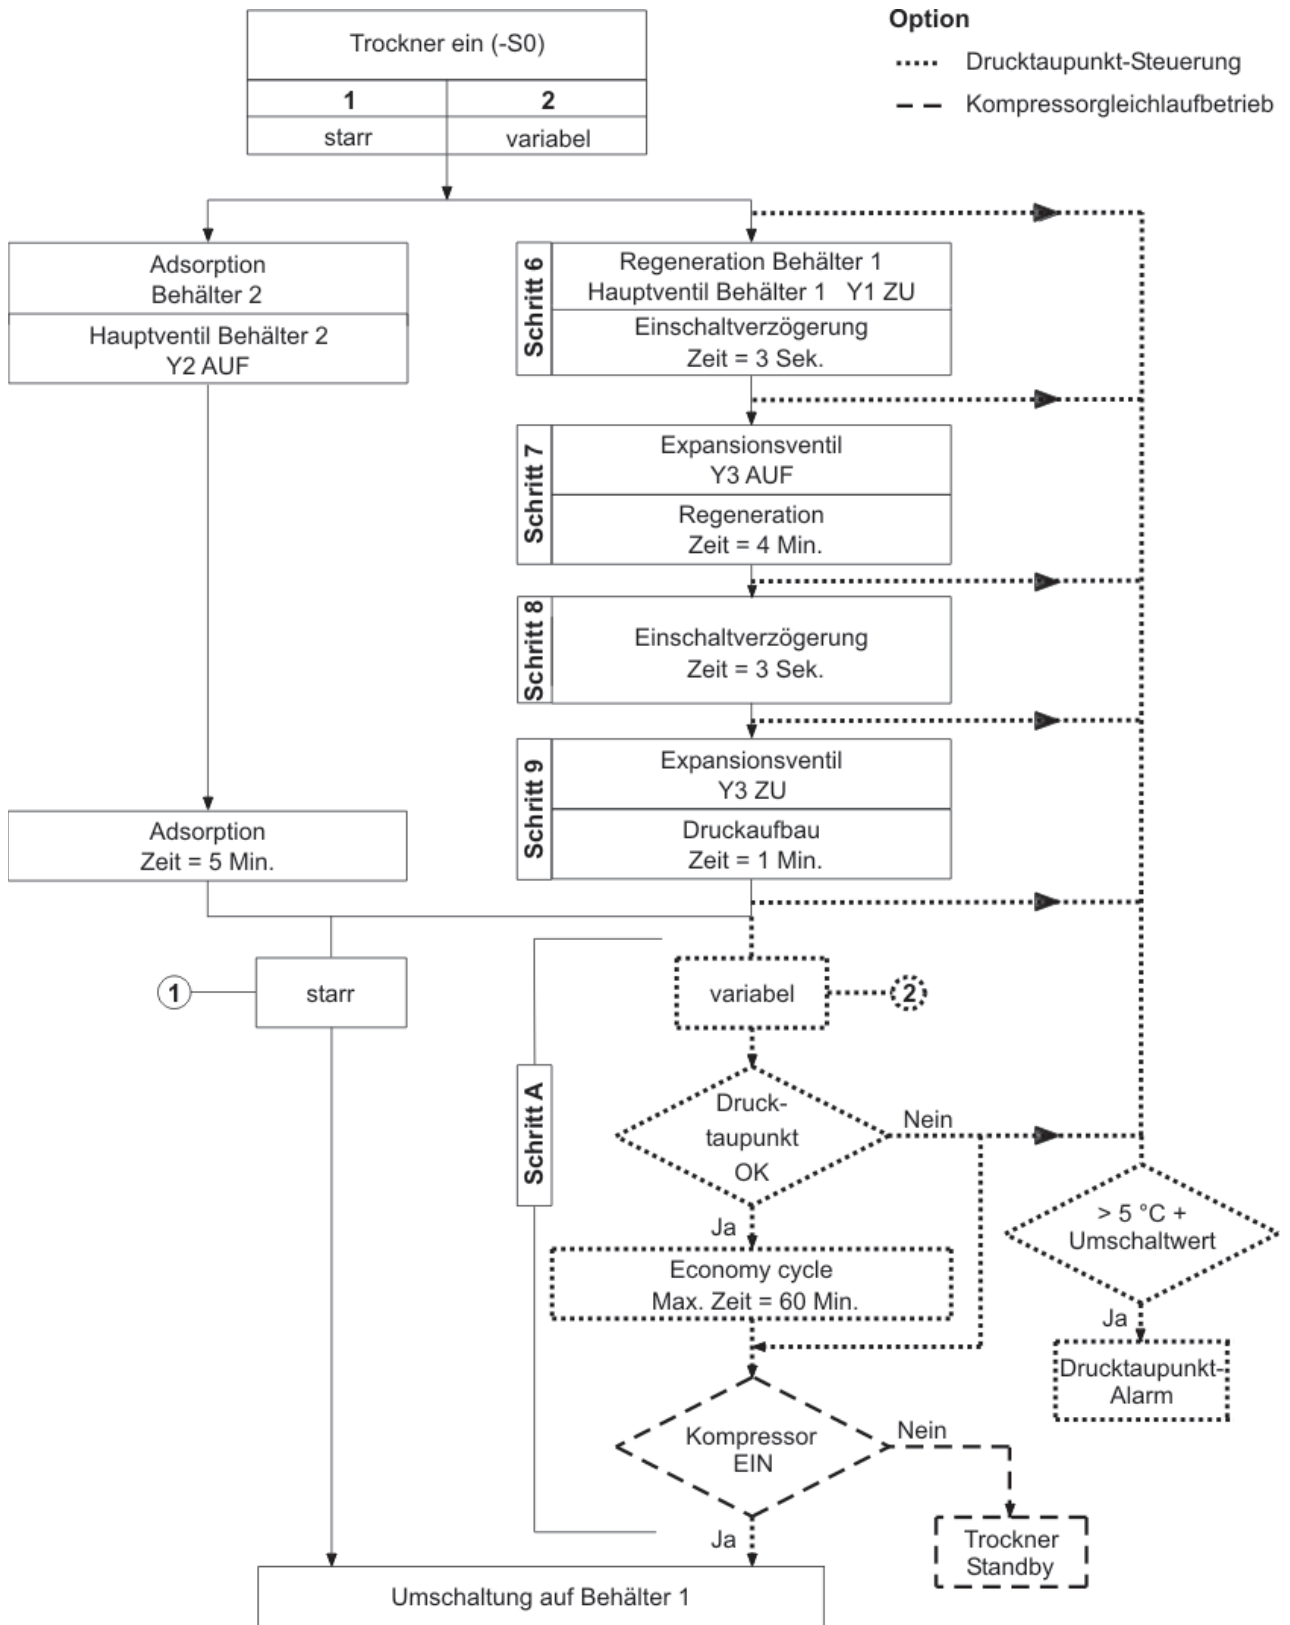 Option
Trockner ein (-S0)
1
2
starr
variabel
Drucktaupunkt-Steuerung
Kompressorgleichlaufbetrieb
Adsorption
Behälter 2
Hauptventil Behälter 2
Y2 AUF
Schritt 6
Regeneration Behälter 1
Hauptventil Behälter 1 Y1 ZU
Einschaltverzögerung
Zeit = 3 Sek.
Schritt 7
Expansionsventil
Y3 AUF
Regeneration
Zeit = 4 Min.
Schritt 8
Einschaltverzögerung
Zeit = 3 Sek.
Schritt 9
Expansionsventil
Y3 ZU
Druckaufbau
Zeit = 1 Min.
Adsorption
Zeit = 5 Min.
1
starr
variabel
2
Schritt A
Druck-
taupunkt
OK
Nein
Ja
> 5 °C +
Umschaltwert
Ja
Economy cycle
Max. Zeit = 60 Min.
Drucktaupunkt-
Alarm
Kompressor
EIN
Nein
Ja
Trockner
Standby
Umschaltung auf Behälter 1